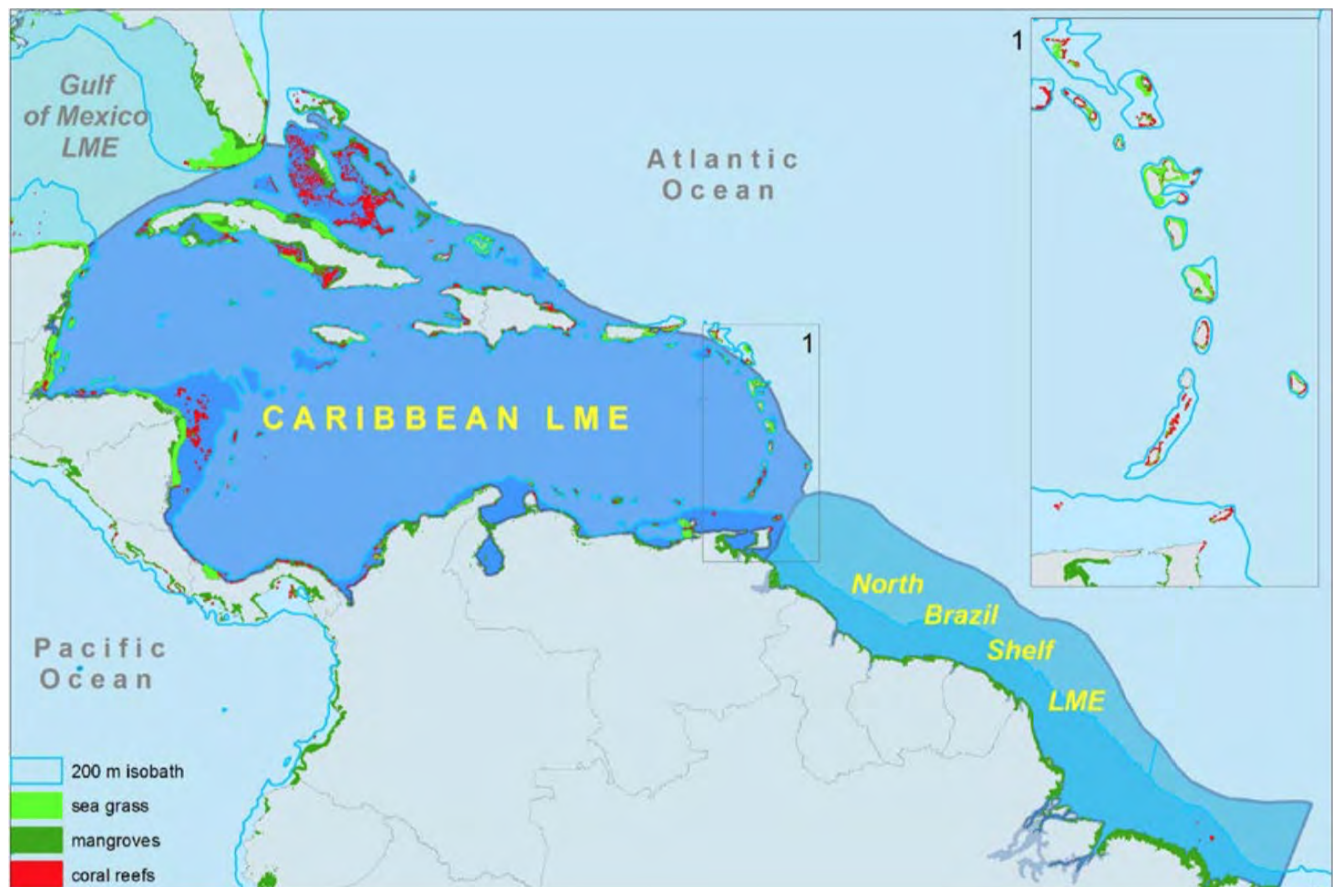 Gulf
of Mexico
LME
Atlantic
Ocean
1
1
CARIBBEAN LME
North
Brazil
Shelf
LME
Pacific
Ocean
200 m isobath
sea grass
mangroves
coral reefs